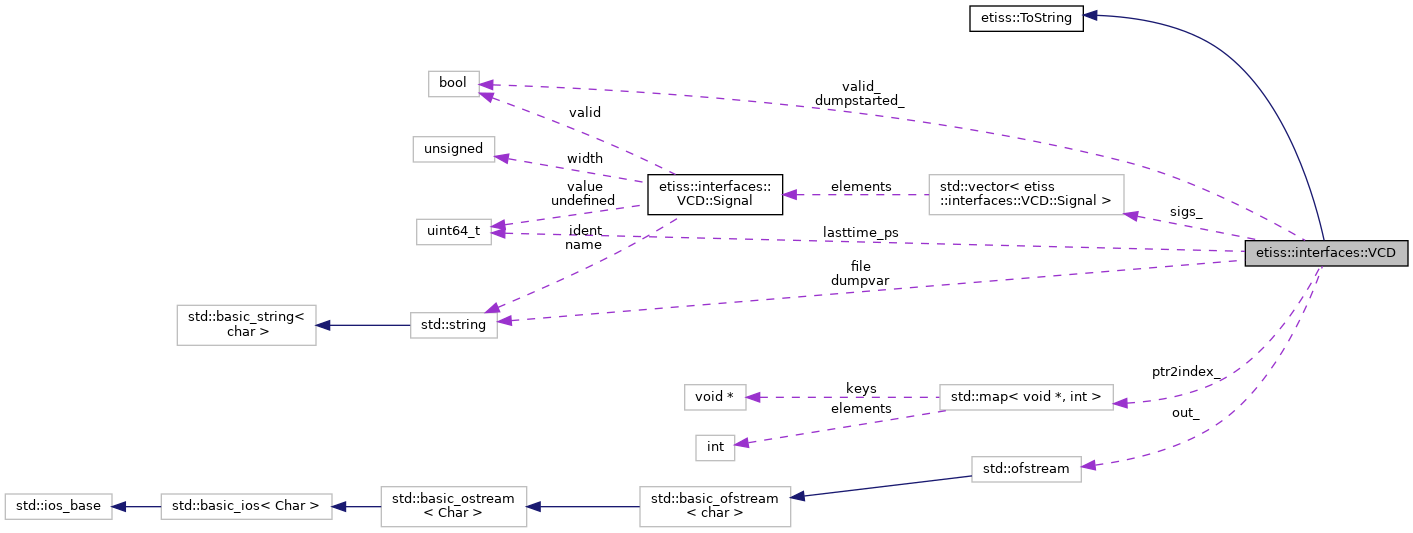 etiss::ToString
bool
valid_
dumpstarted_
valid
unsigned
width
etiss::interfaces::
VCD::Signal
elements
std::vector< etiss
::interfaces::VCD::Signal >
value
undefined
sigs_
uint64_t
ident
name
lasttime_ps
etiss::interfaces::VCD
file
dumpvar
std::basic_string<
char >
std::string
ptr2index_
void *
keys
std::map< void *, int >
elements
out_
int
std::ofstream
std::ios_base
std::basic_ios< Char >
std::basic_ostream
< Char >
std::basic_ofstream
< char >